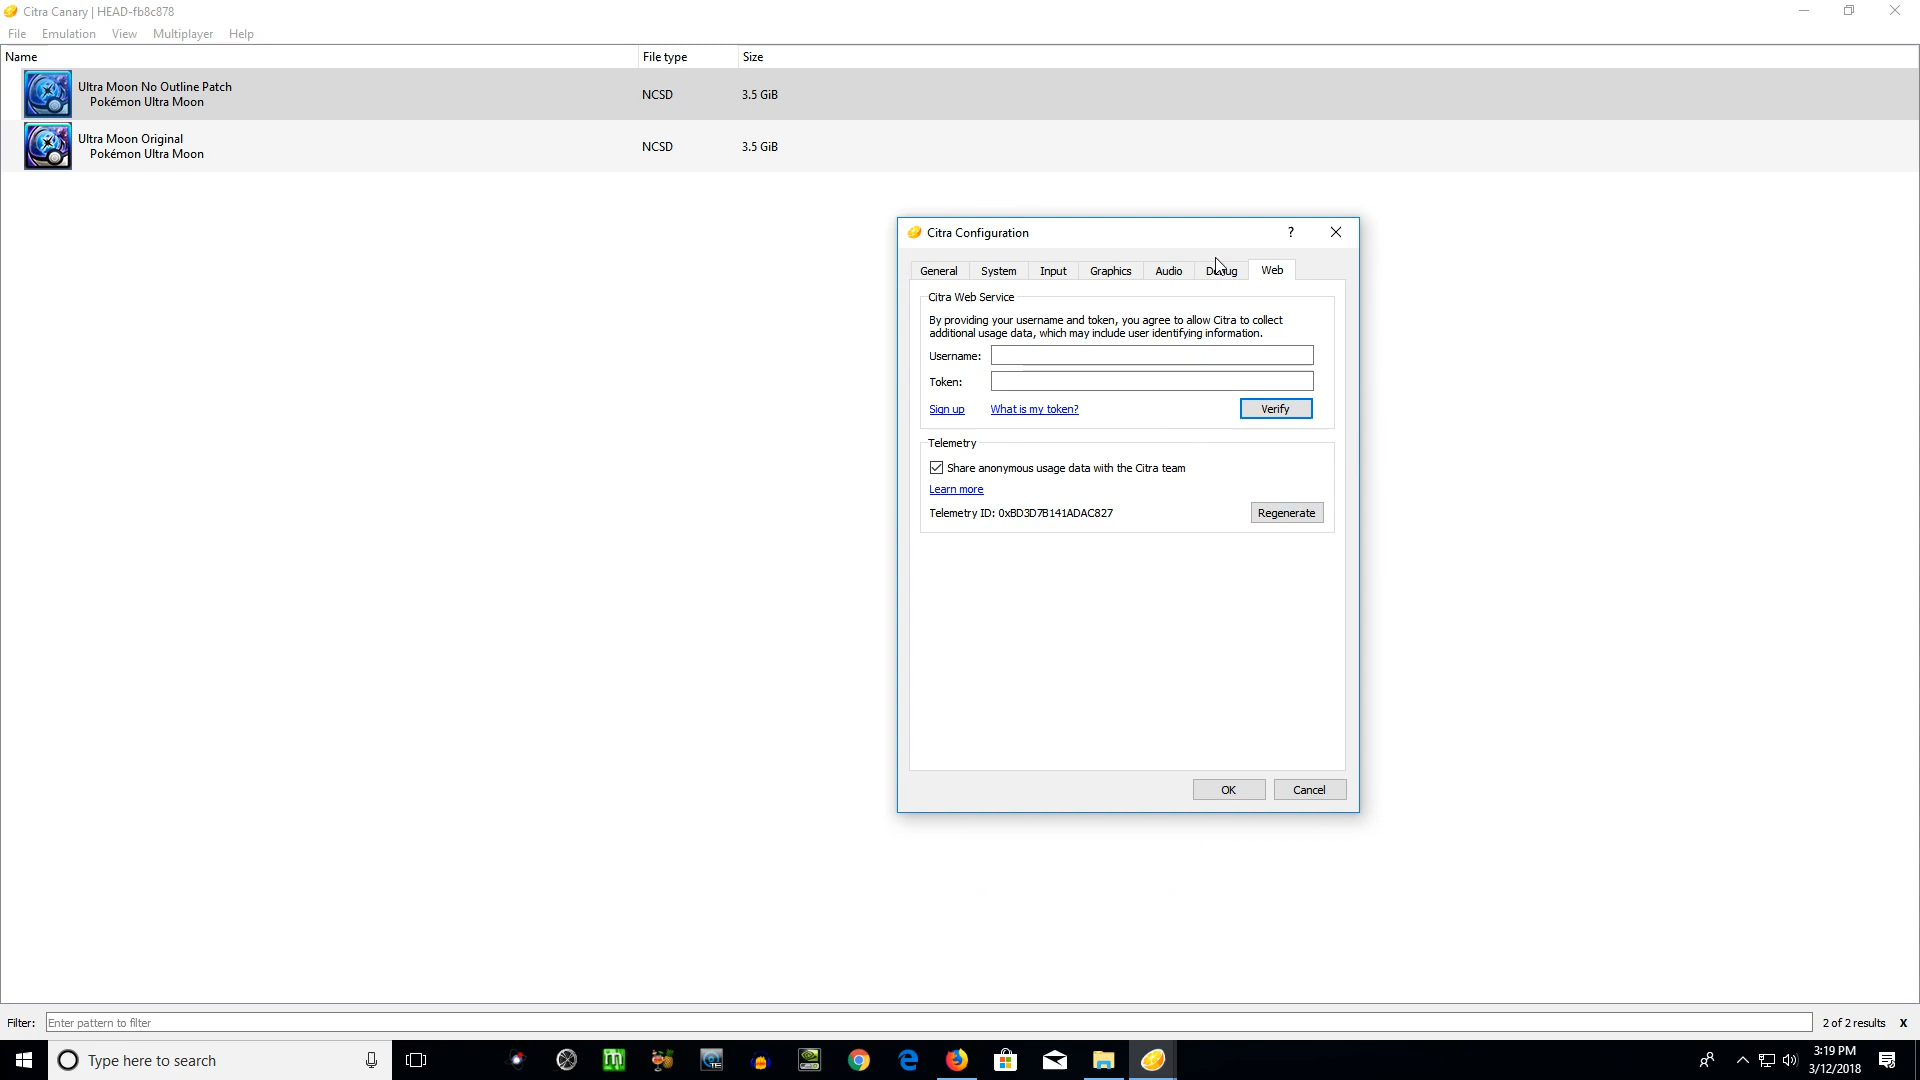 Citra Canary | HEAD-fb8c878
File Emulation View Multiplayer Help
Name File type Size
Ultra Moon No Outline Patch
Pokémon Ultra Moon
NCSD 3.5 GiB
Ultra Moon Original
Pokémon Ultra Moon
NCSD 3.5 GiB
Citra Configuration
General System Input Graphics Audio Debug Web
Citra Web Service
By providing your username and token, you agree to allow Citra to collect
additional usage data, which may include user identifying information.
Username:
Token:
Sign up What is my token? Verify
Telemetry
Share anonymous usage data with the Citra team
Learn more
Telemetry ID: 0xBD3D7B141ADAC827 Regenerate
OK Cancel
Filter: Enter pattern to filter 2 of 2 results X
Type here to search
3:19 PM
3/12/2018